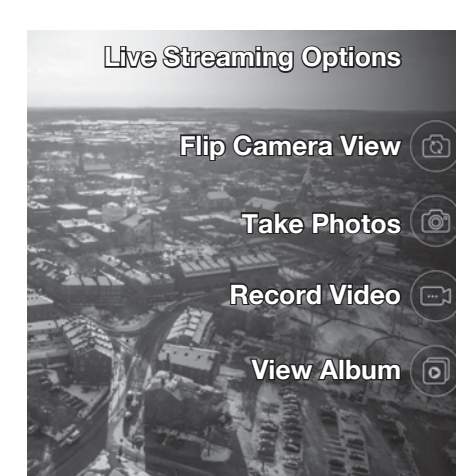 Live Streaming Options
Flip Camera View
Take Photos
Record Video
View Album